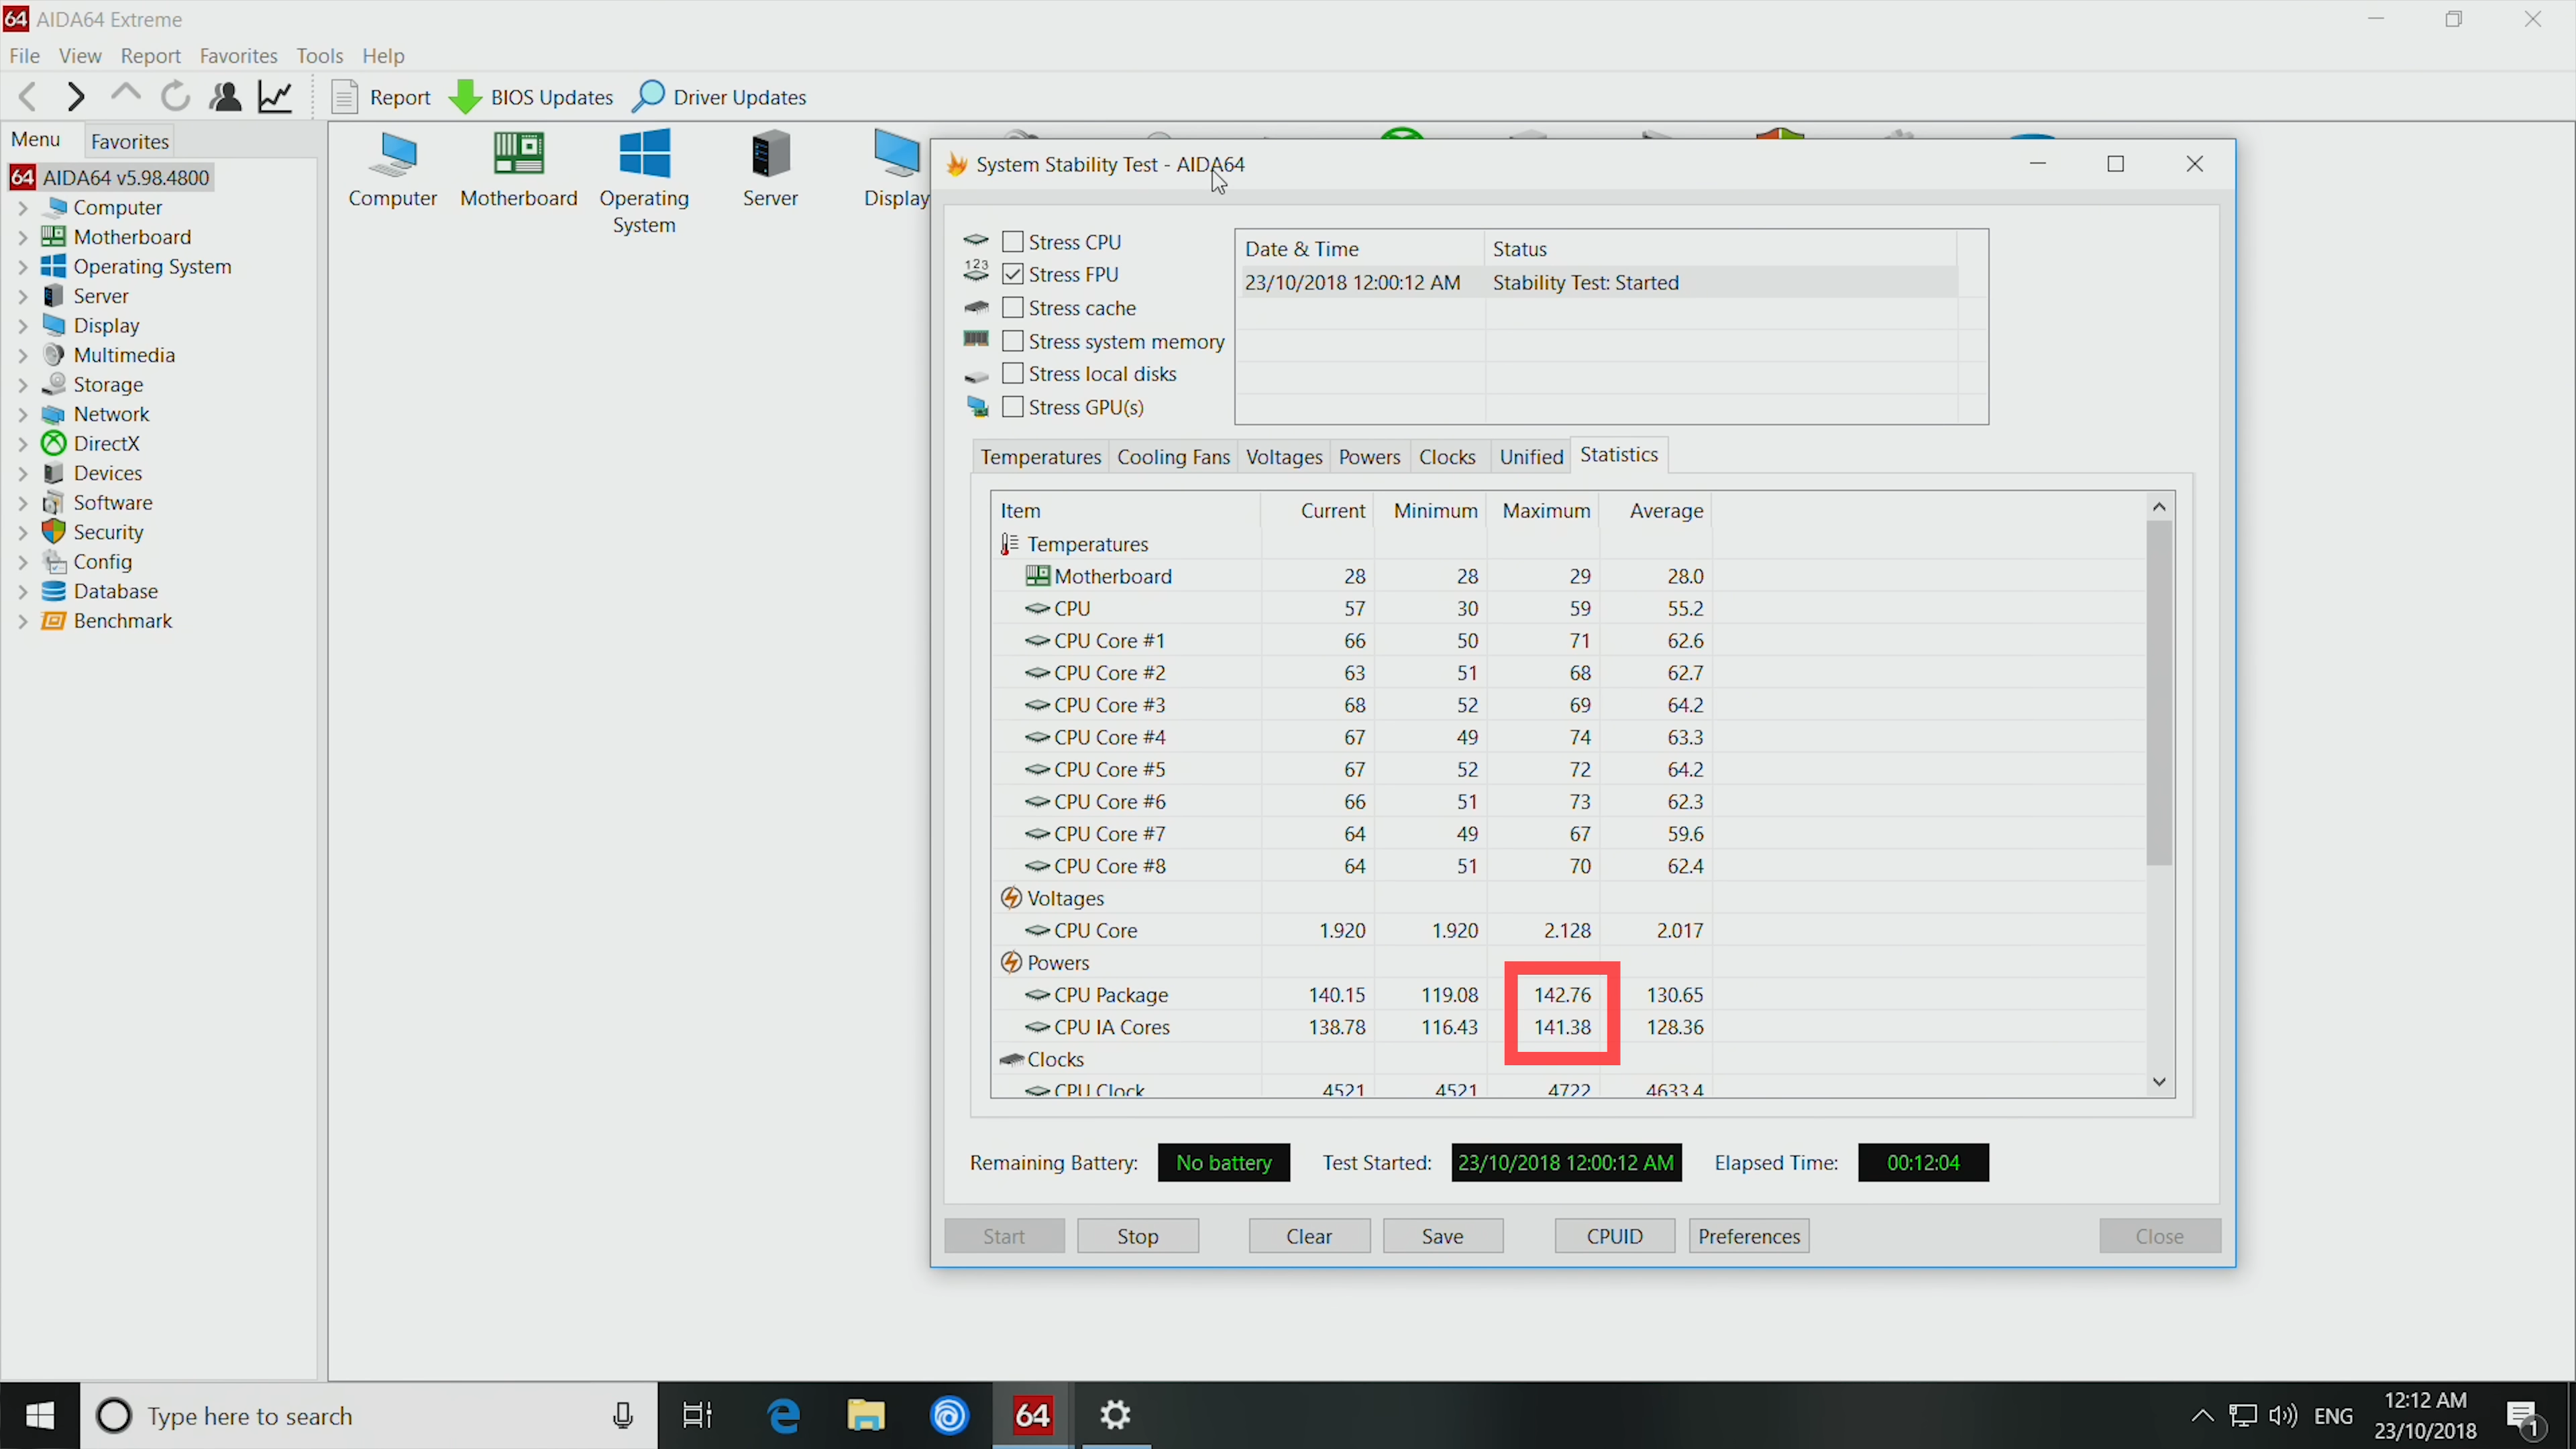 64 AIDA64 Extreme
File View Report Favorites Tools Help
Report BIOS Updates Driver Updates
Menu Favorites
64 AIDA64 v5.98.4800
Computer
Motherboard
Operating System
Server
Display
Multimedia
Storage
Network
DirectX
Devices
Software
Security
Config
Database
Benchmark
Computer Motherboard Operating System Server Display
System Stability Test - AIDA64
Stress CPU
123 Stress FPU
Stress cache
Stress system memory
Stress local disks
Stress GPU(s)
Date & Time Status
23/10/2018 12:00:12 AM Stability Test: Started
Temperatures Cooling Fans Voltages Powers Clocks Unified Statistics
Item Current Minimum Maximum Average
Temperatures
Motherboard 28 28 29 28.0
CPU 57 30 59 55.2
CPU Core #1 66 50 71 62.6
CPU Core #2 63 51 68 62.7
CPU Core #3 68 52 69 64.2
CPU Core #4 67 49 74 63.3
CPU Core #5 67 52 72 64.2
CPU Core #6 66 51 73 62.3
CPU Core #7 64 49 67 59.6
CPU Core #8 64 51 70 62.4
Voltages
CPU Core 1.920 1.920 2.128 2.017
Powers
CPU Package 140.15 119.08 142.76 130.65
CPU IA Cores 138.78 116.43 141.38 128.36
Clocks
CPU Clock 4521 4521 4722 4633.4
Remaining Battery: No battery Test Started: 23/10/2018 12:00:12 AM Elapsed Time: 00:12:04
Start Stop Clear Save CPUID Preferences Close
Type here to search
64
ENG
12:12 AM
23/10/2018
1